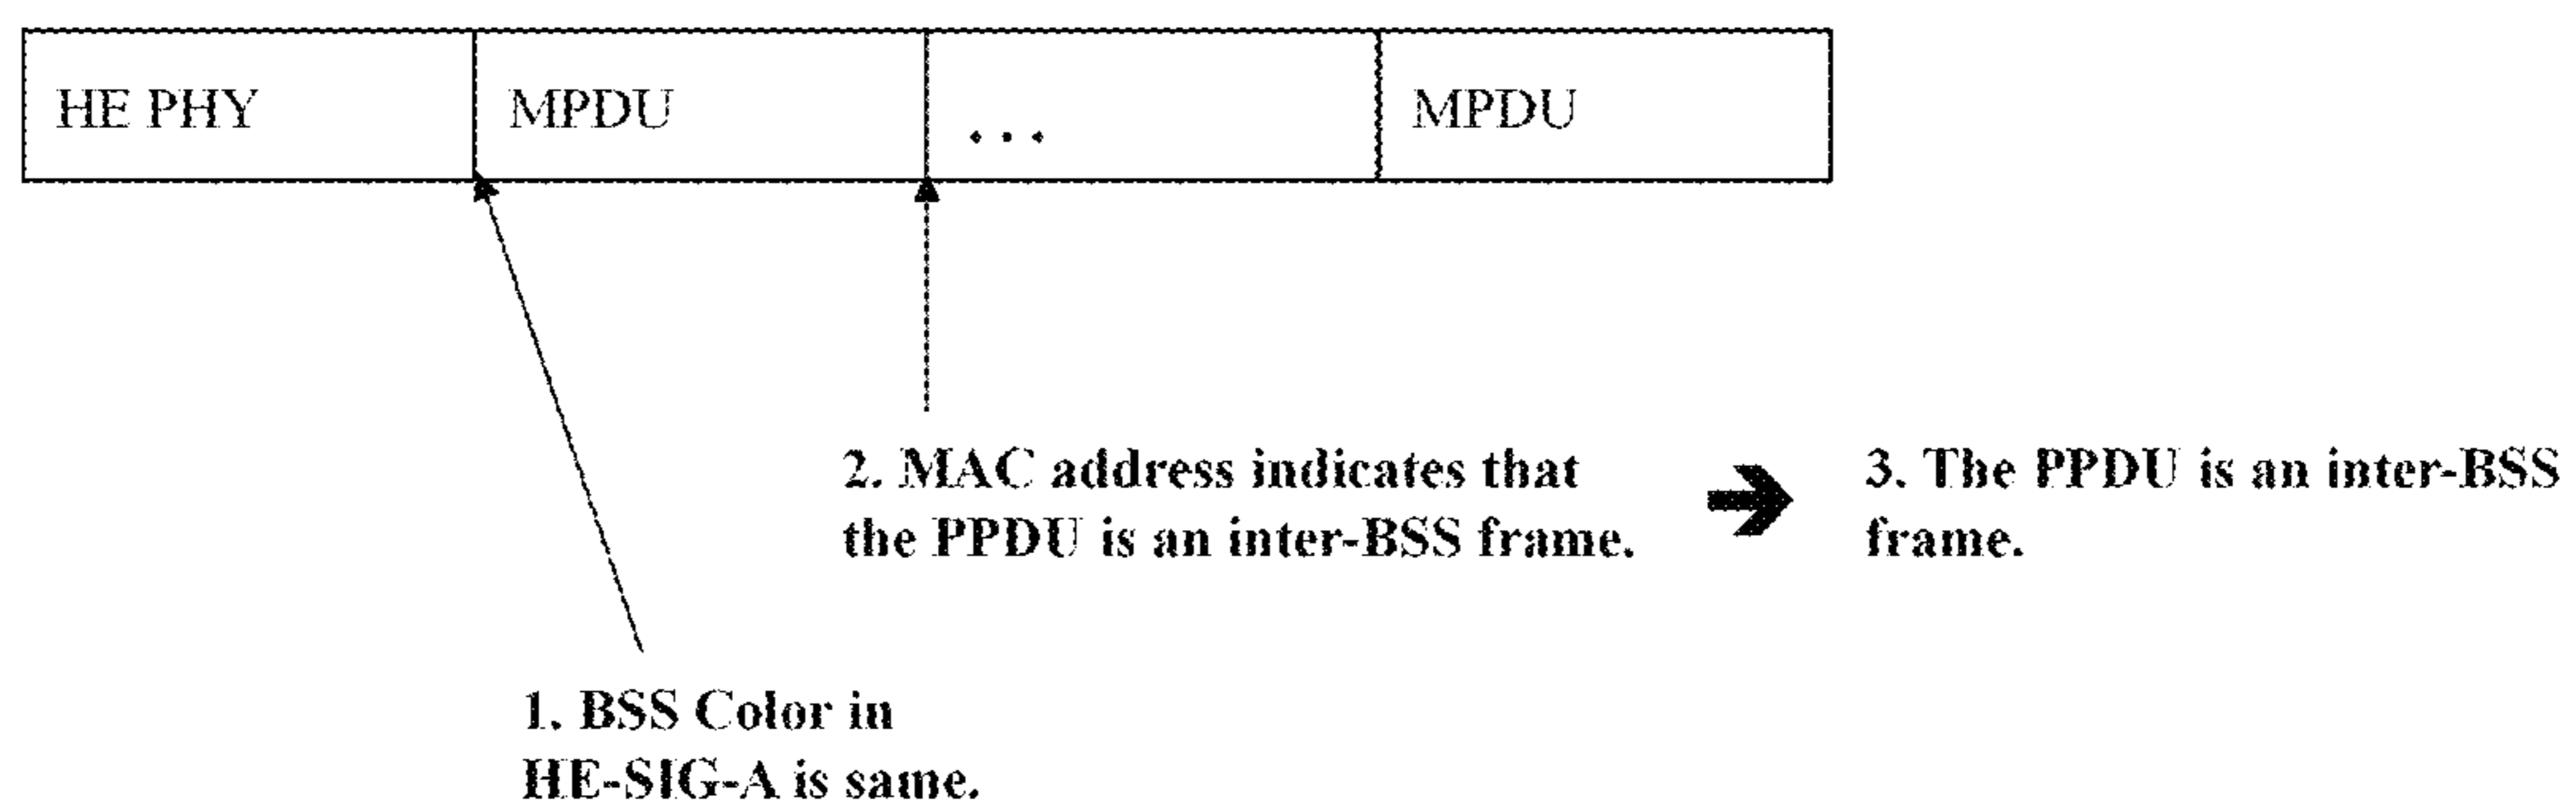 HE PHY
MPDU
...
MPDU
2. MAC address indicates that
the PPDU is an inter-BSS frame.
3. The PPDU is an inter-BSS
frame.
1. BSS Color in
HE-SIG-A is same.